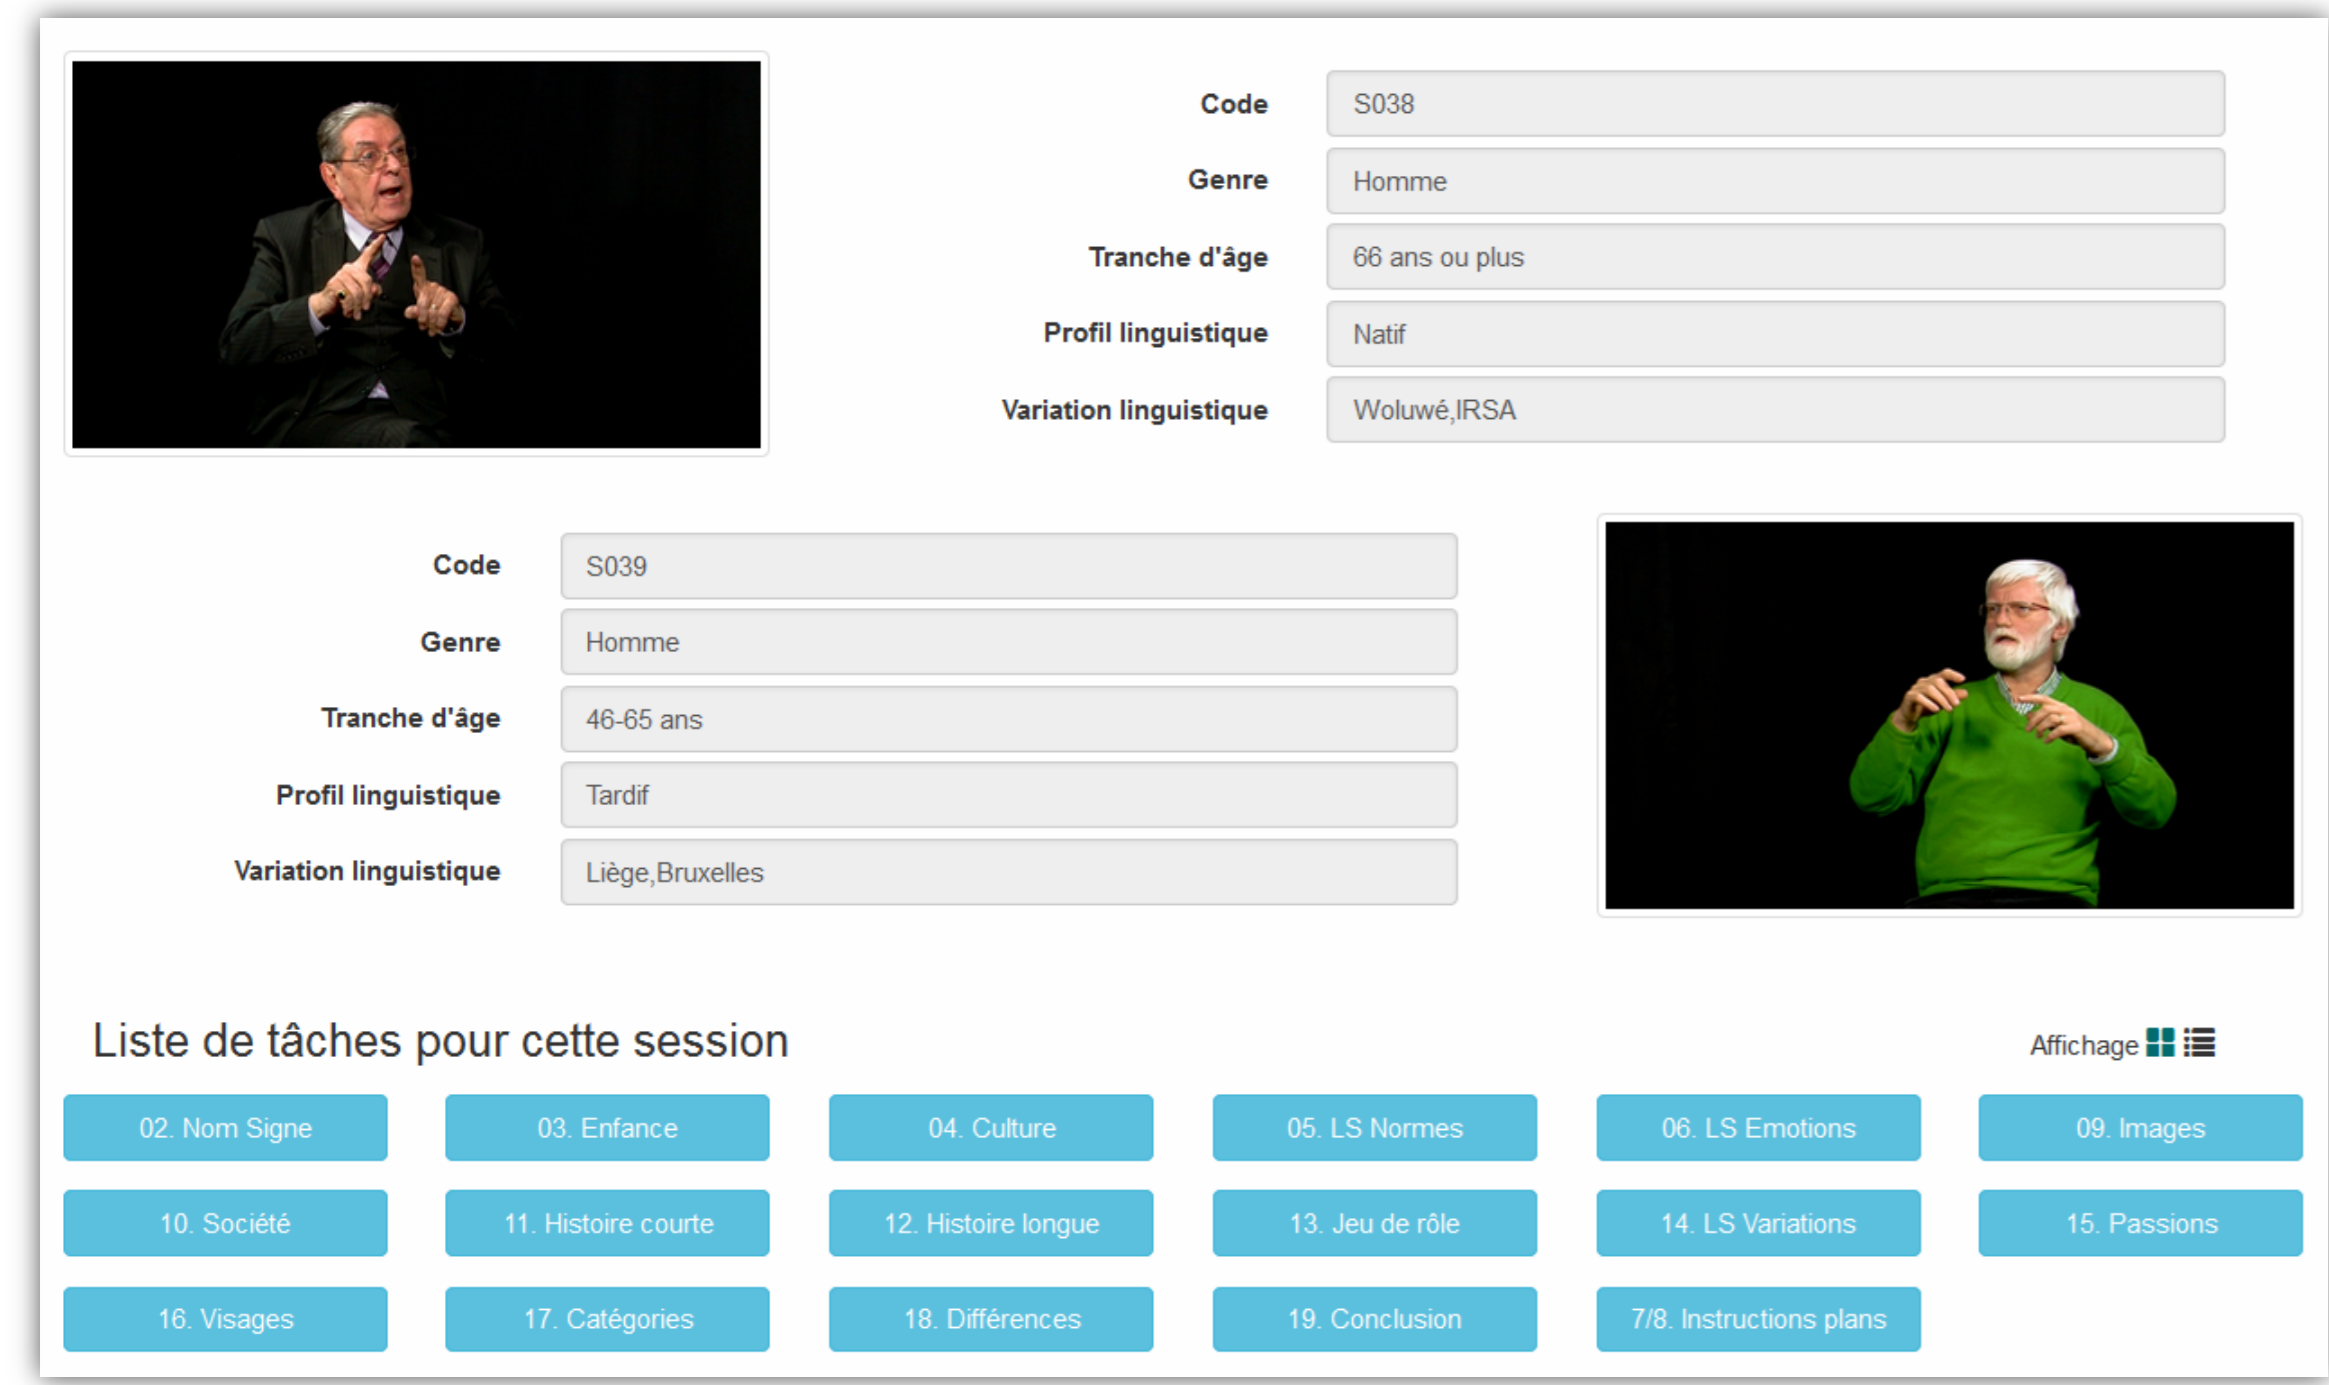 Code S038
Genre Homme
Tranche d'âge 66 ans ou plus
Profil linguistique Natif
Variation linguistique Woluwé,IRSA
Code S039
Genre Homme
Tranche d'âge 46-65 ans
Profil linguistique Tardif
Variation linguistique Liège,Bruxelles
Liste de tâches pour cette session Affichage
02. Nom Signe 03. Enfance 04. Culture 05. LS Normes 06. LS Emotions 09. Images
10. Société 11. Histoire courte 12. Histoire longue 13. Jeu de rôle 14. LS Variations 15. Passions
16. Visages 17. Catégories 18. Différences 19. Conclusion 7/8. Instructions plans